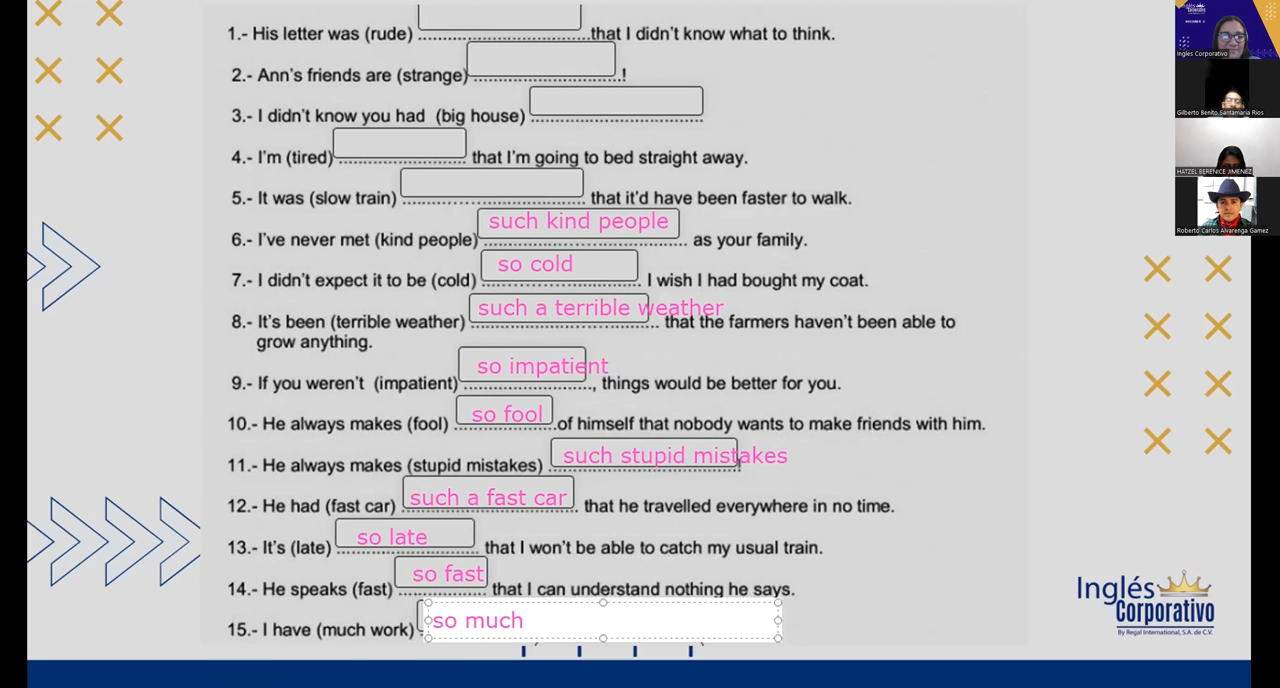 1.- His letter was (rude) ........................that I didn't know what to think.
2.- Ann's friends are (strange)........................!
3.- I didn't know you had (big house) ........................
4.- I'm (tired)........................ that I'm going to bed straight away.
5.- It was (slow train) ........................ that it'd have been faster to walk.
6.- I've never met (kind people) such kind people as your family.
7.- I didn't expect it to be (cold) so cold I wish I had bought my coat.
8.- It's been (terrible weather) such a terrible weather that the farmers haven't been able to
grow anything.
9.- If you weren't (impatient) so impatient, things would be better for you.
10.- He always makes (fool) so fool of himself that nobody wants to make friends with him.
11.- He always makes (stupid mistakes) such stupid mistakes!
12.- He had (fast car) such a fast car that he travelled everywhere in no time.
13.- It's (late) so late that I won't be able to catch my usual train.
14.- He speaks (fast) so fast that I can understand nothing he says.
15.- I have (much work) so much
Inglés Corporativo
Gilberto Benito Santamaria Rios
HATZEL BERENICE JIMENEZ
Roberto Carlos Alvarenga Gamez
Inglés
Corporativo
By Regal International, S.A. de C.V.